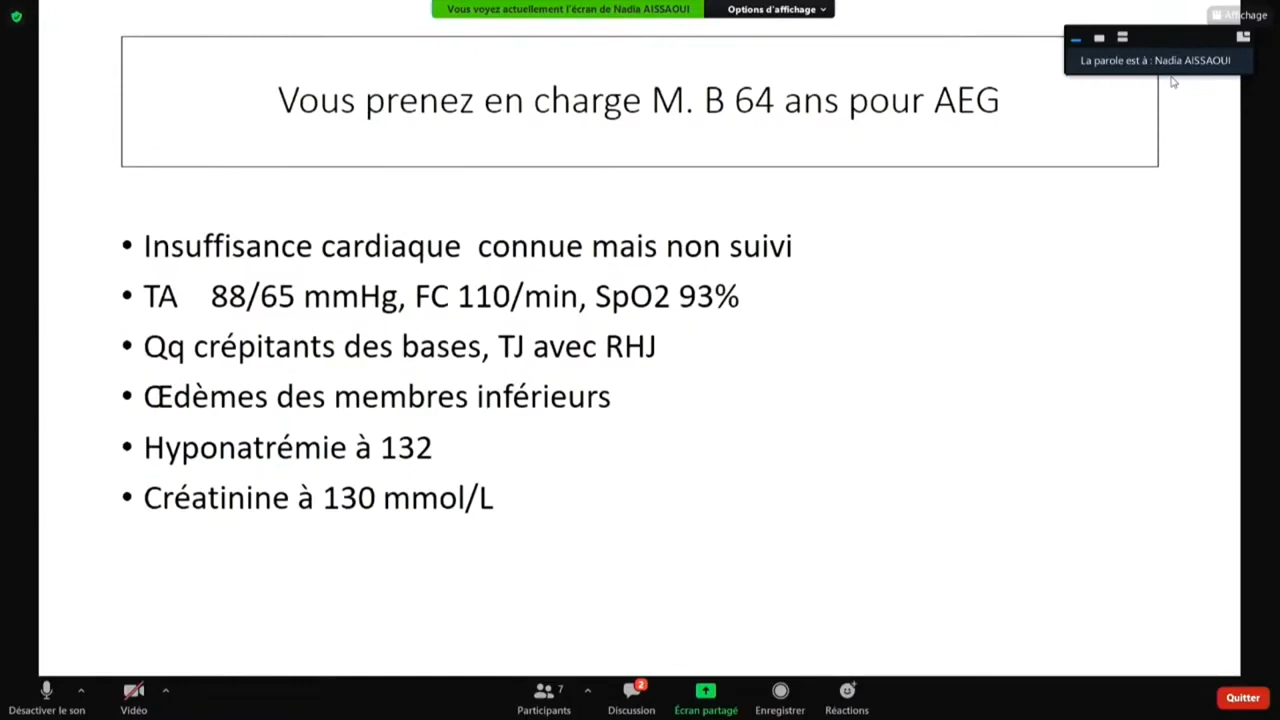 Vous voyez actuellement l'écran de Nadia AISSAOUI
Options d'affichage
Affichage
La parole est à : Nadia AISSAOUI
Vous prenez en charge M. B 64 ans pour AEG
• Insuffisance cardiaque connue mais non suivi
• TA 88/65 mmHg, FC 110/min, SpO2 93%
• Qq crépitants des bases, TJ avec RHJ
• Œdèmes des membres inférieurs
• Hyponatrémie à 132
• Créatinine à 130 mmol/L
Désactiver le son
Vidéo
Participants 7
Discussion 2
Écran partagé
Enregistrer
Réactions
Quitter